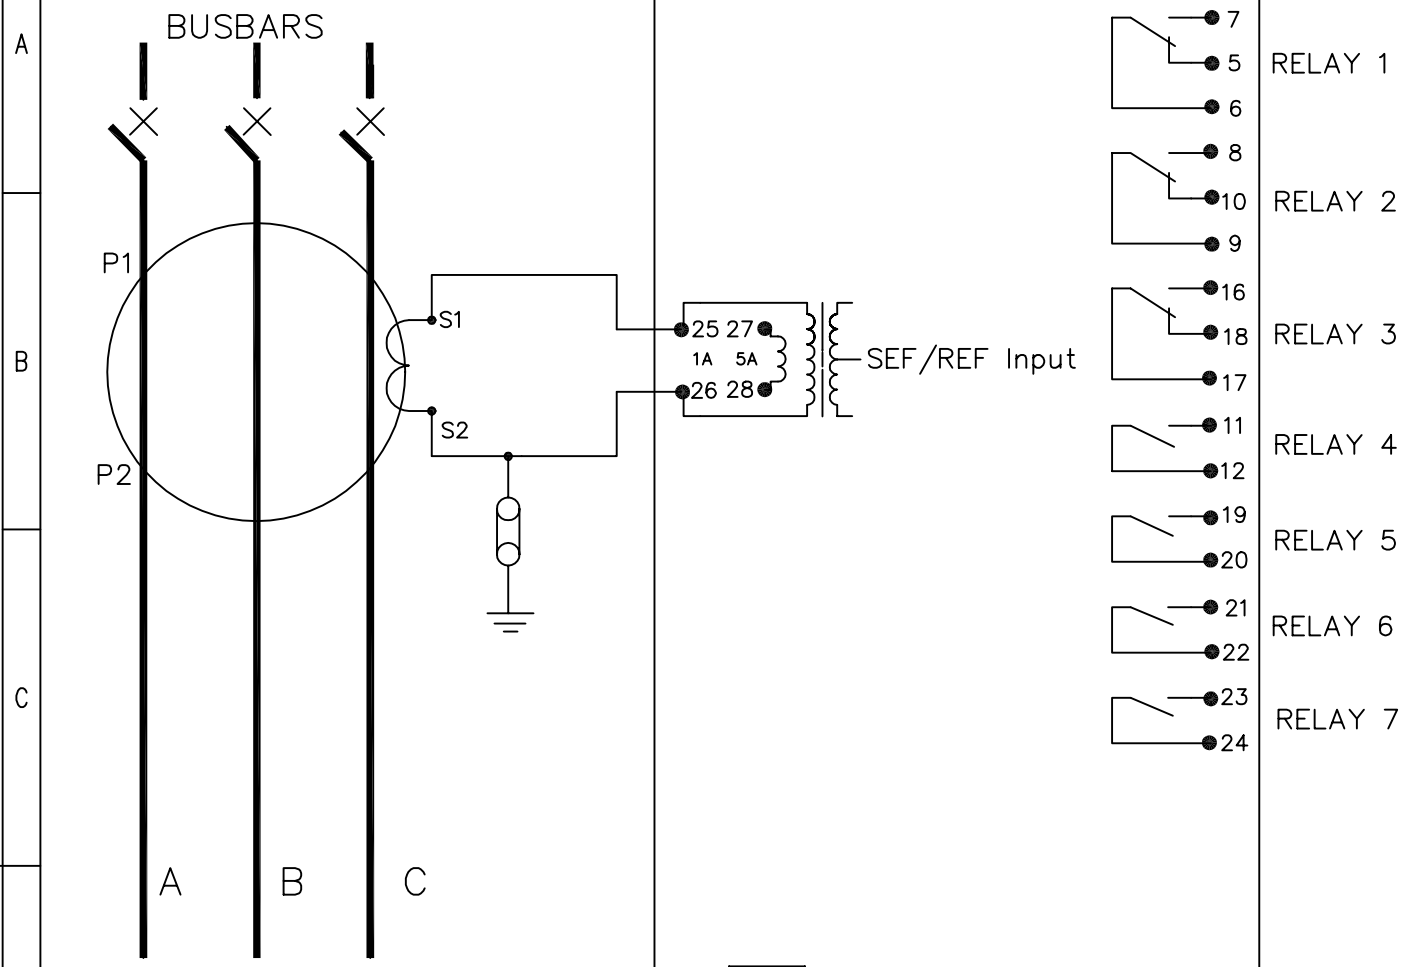 A
BUSBARS
7
5
RELAY 1
6
8
10
RELAY 2
9
P1
B
S1
25 27
1A 5A
26 28
SEF/REF Input
S2
P2
16
18
RELAY 3
17
11
RELAY 4
12
19
RELAY 5
20
21
RELAY 6
22
C
23
RELAY 7
24
A
B
C